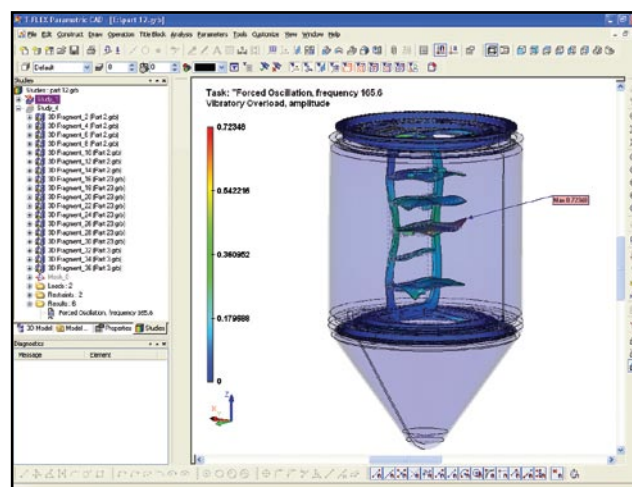 T-FLEX Parametric CAD - [E:\part 12.grb]
File Edit Construct Draw Operation Title Block Analysis Parameters Tools Customize View Window Help
Default 0 0
Studies
Studies: part 12.grb
Study_1
Study_4
3D Fragment_2 (Part 2.grb)
3D Fragment_4 (Part 2.grb)
3D Fragment_6 (Part 2.grb)
3D Fragment_8 (Part 2.grb)
3D Fragment_10 (Part 2.grb)
3D Fragment_12 (Part 2.grb)
3D Fragment_14 (Part 2.grb)
3D Fragment_16 (Part 23.grb)
3D Fragment_18 (Part 23.grb)
3D Fragment_20 (Part 23.grb)
3D Fragment_22 (Part 23.grb)
3D Fragment_24 (Part 23.grb)
3D Fragment_26 (Part 23.grb)
3D Fragment_28 (Part 23.grb)
3D Fragment_30 (Part 23.grb)
3D Fragment_32 (Part 3.grb)
3D Fragment_34 (Part 3.grb)
3D Fragment_36 (Part 3.grb)
Mesh_0
Loads : 2
Restraints : 2
Results : 6
Forced Oscillation, frequency 165.6
3D Model Model... Properties Studies
Diagnostics
Message Element
Task: "Forced Oscillation, frequency 165.6
Vibratory Overload, amplitude
0.72348
0.542216
0.360952
0.179688
0
Z